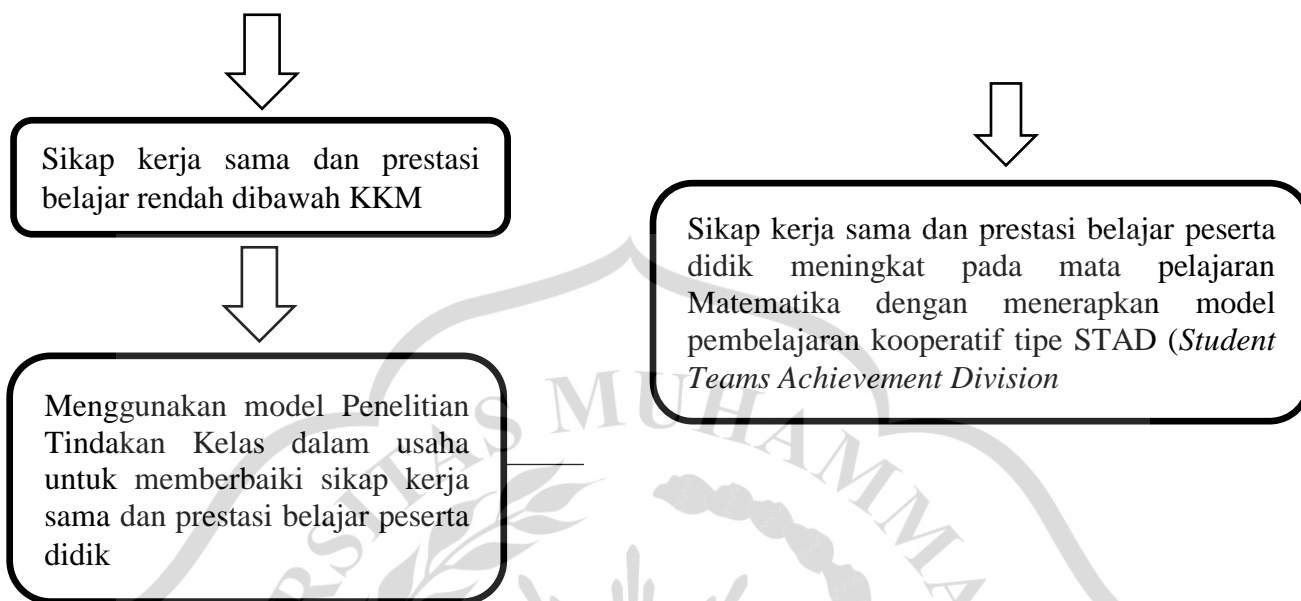 Sikap kerja sama dan prestasi
belajar rendah dibawah KKM
Menggunakan model Penelitian
Tindakan Kelas dalam usaha
untuk memberbaiki sikap kerja
sama dan prestasi belajar peserta
didik
Sikap kerja sama dan prestasi belajar peserta
didik meningkat pada mata pelajaran
Matematika dengan menerapkan model
pembelajaran kooperatif tipe STAD (Student
Teams Achievement Division
RSITAS MUHAMMA